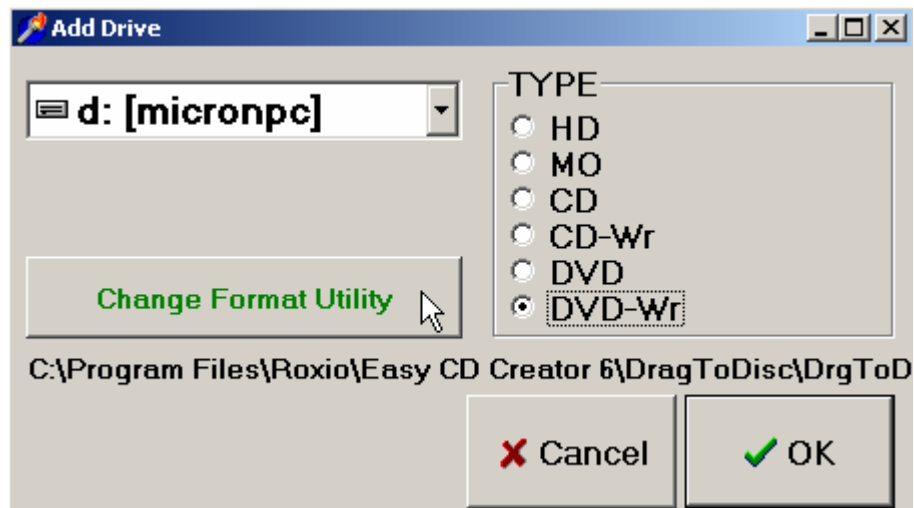 Add Drive
d: [micronpc]
TYPE
HD
MO
CD
CD-Wr
DVD
DVD-Wr
Change Format Utility
C:\Program Files\Roxio\Easy CD Creator 6\DragToDisc\DrgToD
Cancel
OK